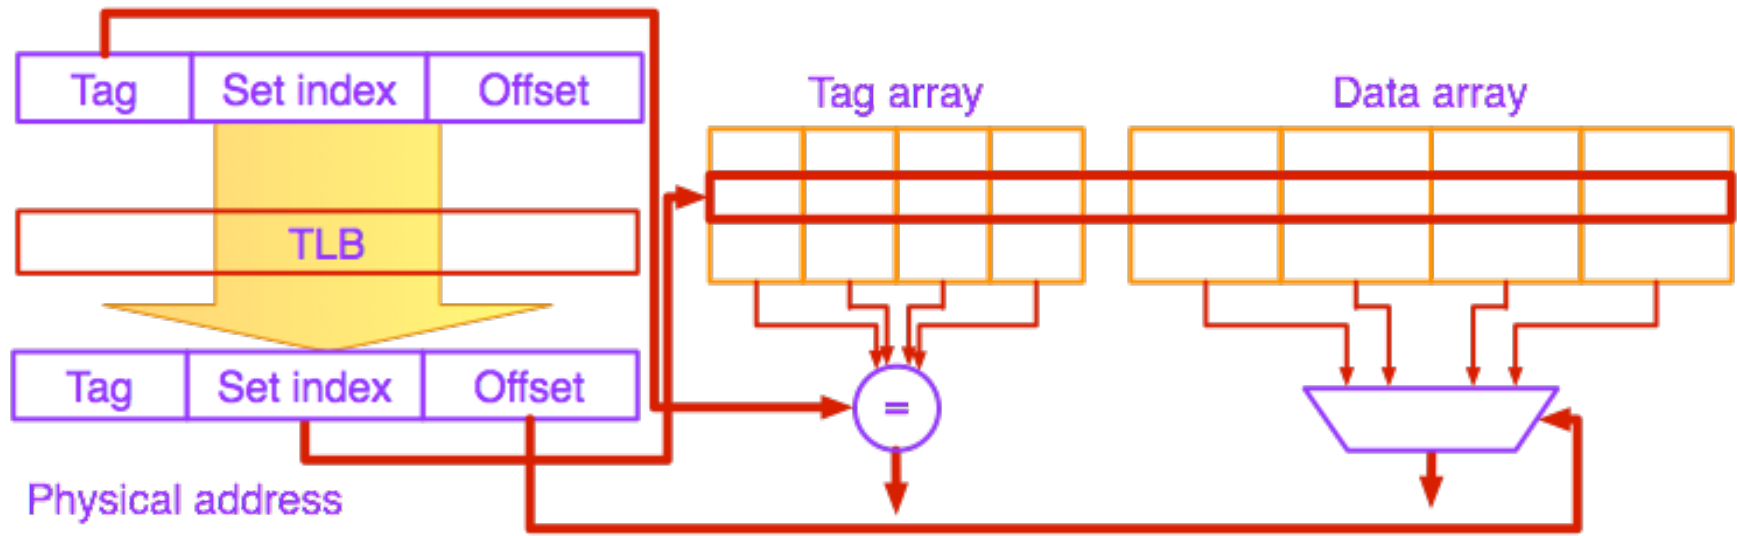 Tag Set index Offset
Tag array
Data array
TLB
Tag Set index Offset
=
Physical address